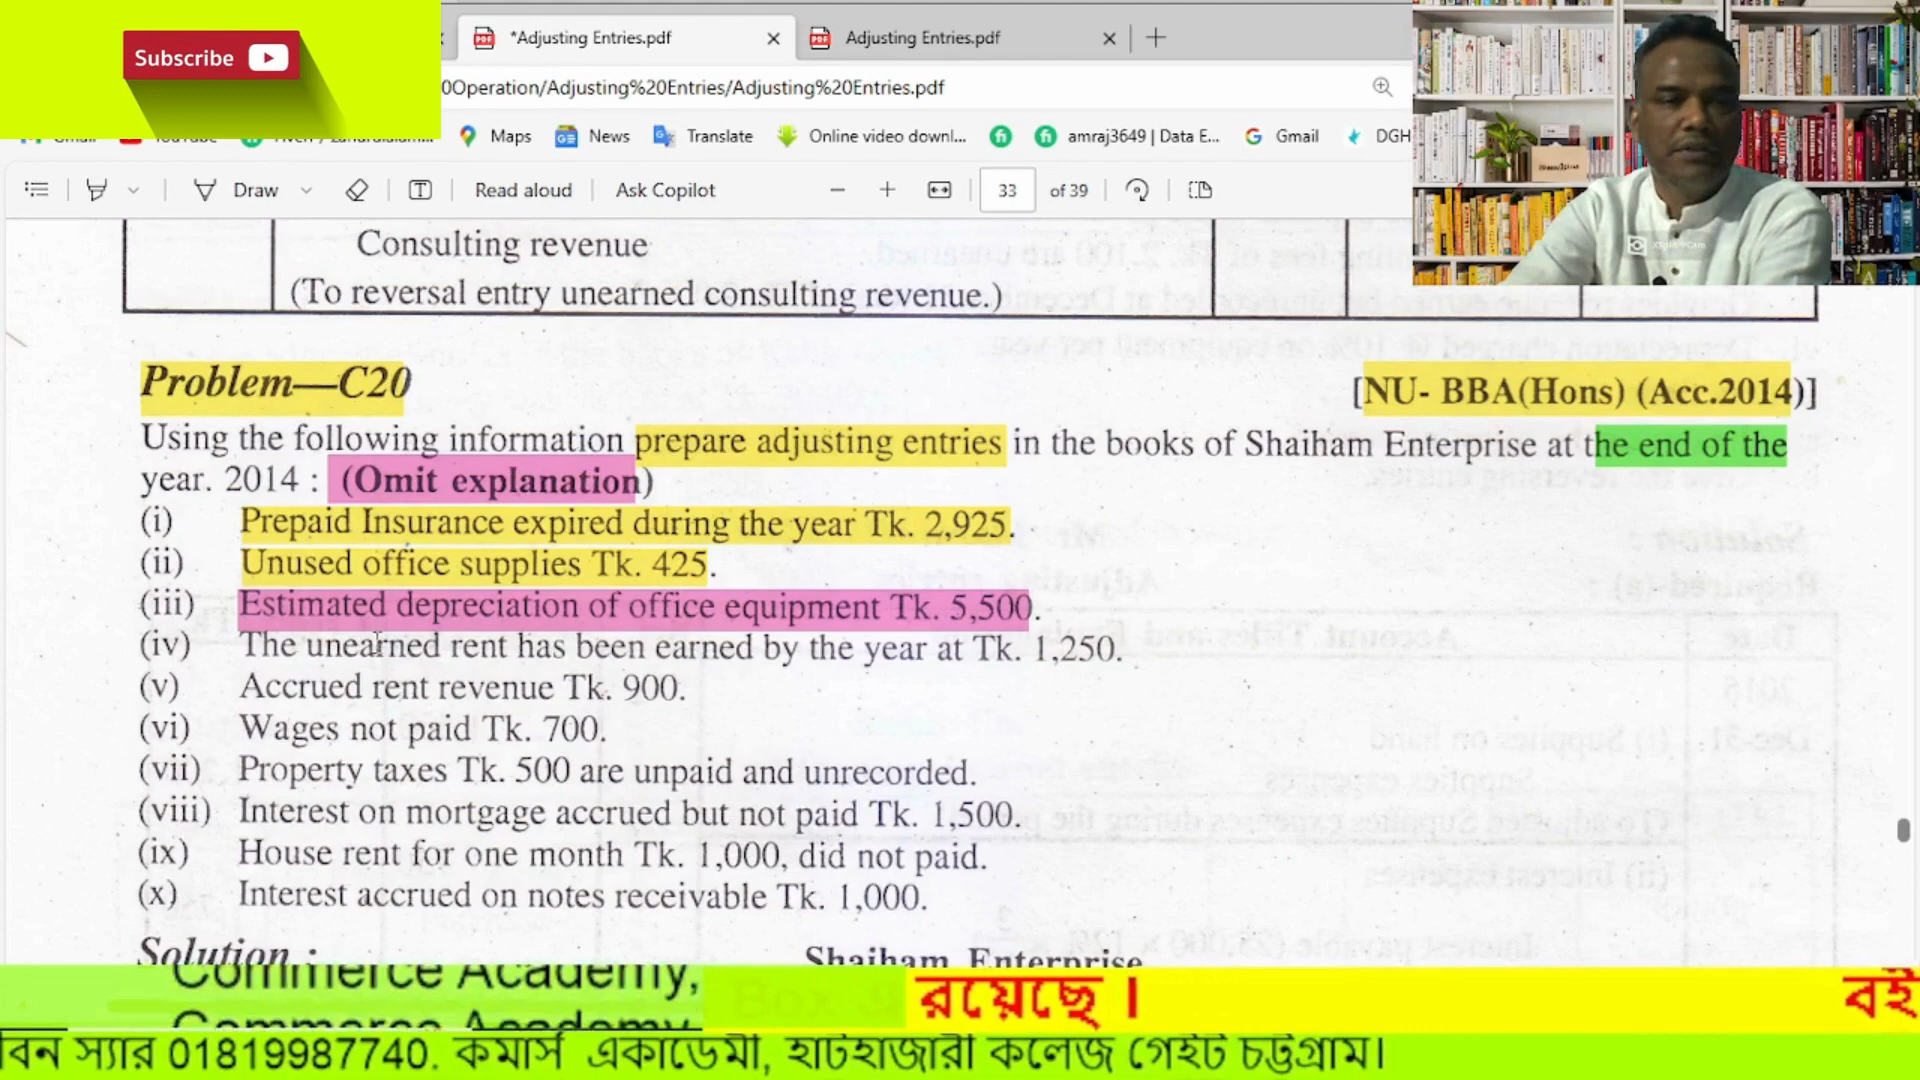 Subscribe
*Adjusting Entries.pdf
Adjusting Entries.pdf
0Operation/Adjusting%20Entries/Adjusting%20Entries.pdf
Maps
News
Translate
Online video downl...
amraj3649 | Data E...
Gmail
DGH
Draw
Read aloud
Ask Copilot
33
of 39
Consulting revenue
(To reversal entry unearned consulting revenue.)
Problem—C20
[NU- BBA(Hons) (Acc.2014)]
Using the following information prepare adjusting entries in the books of Shaiham Enterprise at the end of the
year. 2014 : (Omit explanation)
(i) Prepaid Insurance expired during the year Tk. 2,925.
(ii) Unused office supplies Tk. 425.
(iii) Estimated depreciation of office equipment Tk. 5,500.
(iv) The unearned rent has been earned by the year at Tk. 1,250.
(v) Accrued rent revenue Tk. 900.
(vi) Wages not paid Tk. 700.
(vii) Property taxes Tk. 500 are unpaid and unrecorded.
(viii) Interest on mortgage accrued but not paid Tk. 1,500.
(ix) House rent for one month Tk. 1,000, did not paid.
(x) Interest accrued on notes receivable Tk. 1,000.
Solution :
Shaiham Enterprise
Commerce Academy,
রয়েছে ।
বই
Commerce Academy
স্যার 01819987740. কমার্স একাডেমী, হাটহাজারী কলেজ গেইট চট্টগ্রাম।